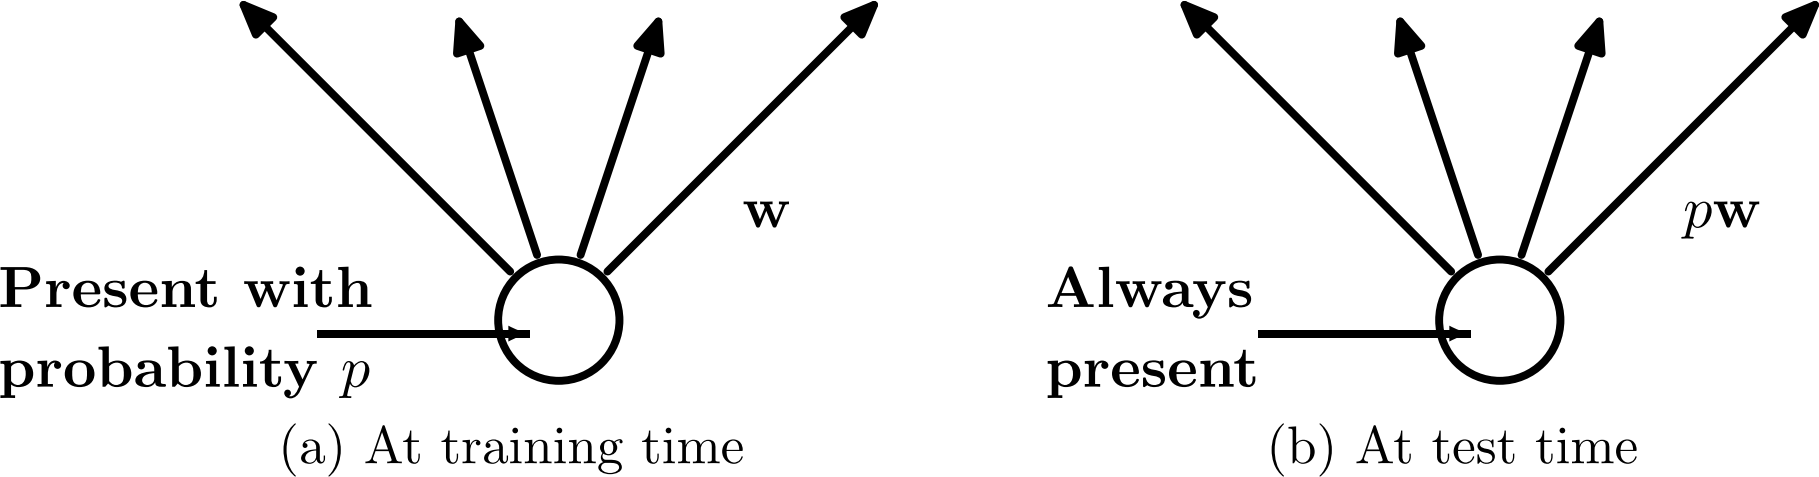 w
Present with
probability p
(a) At training time
pw
Always
present
(b) At test time